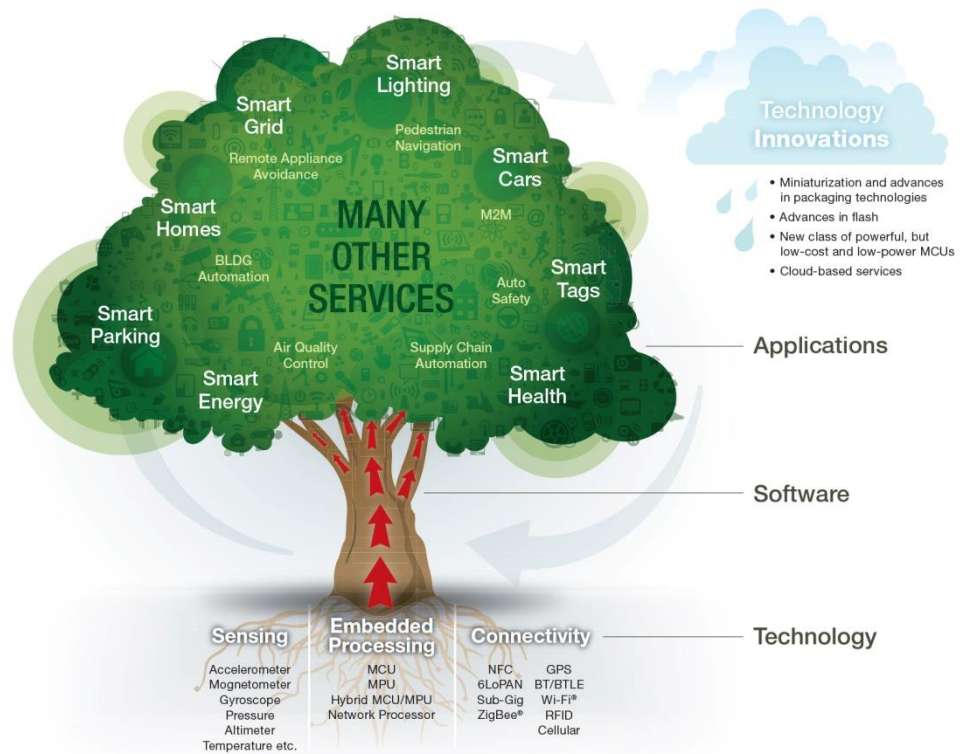 Smart
Lighting
Smart
Grid
Pedestrian
Navigation
Remote Appliance
Avoidance
Smart
Cars
Smart
Homes
MANY
OTHER
SERVICES
M2M
BLDG
Automation
Smart
Tags
Auto
Safety
Smart
Parking
Air Quality
Control
Supply Chain
Automation
Smart
Energy
Smart
Health
Technology
Innovations
• Miniaturization and advances
in packaging technologies
• Advances in flash
• New class of powerful, but
low-cost and low-power MCUs
• Cloud-based services
Applications
Software
Technology
Sensing
Accelerometer
Mognetometer
Gyroscope
Pressure
Altimeter
Temperature etc.
Embedded
Processing
MCU
MPU
Hybrid MCU/MPU
Network Processor
Connectivity
NFC
6LoPAN
Sub-Gig
ZigBee®
GPS
BT/BTLE
Wi-Fi®
RFID
Cellular